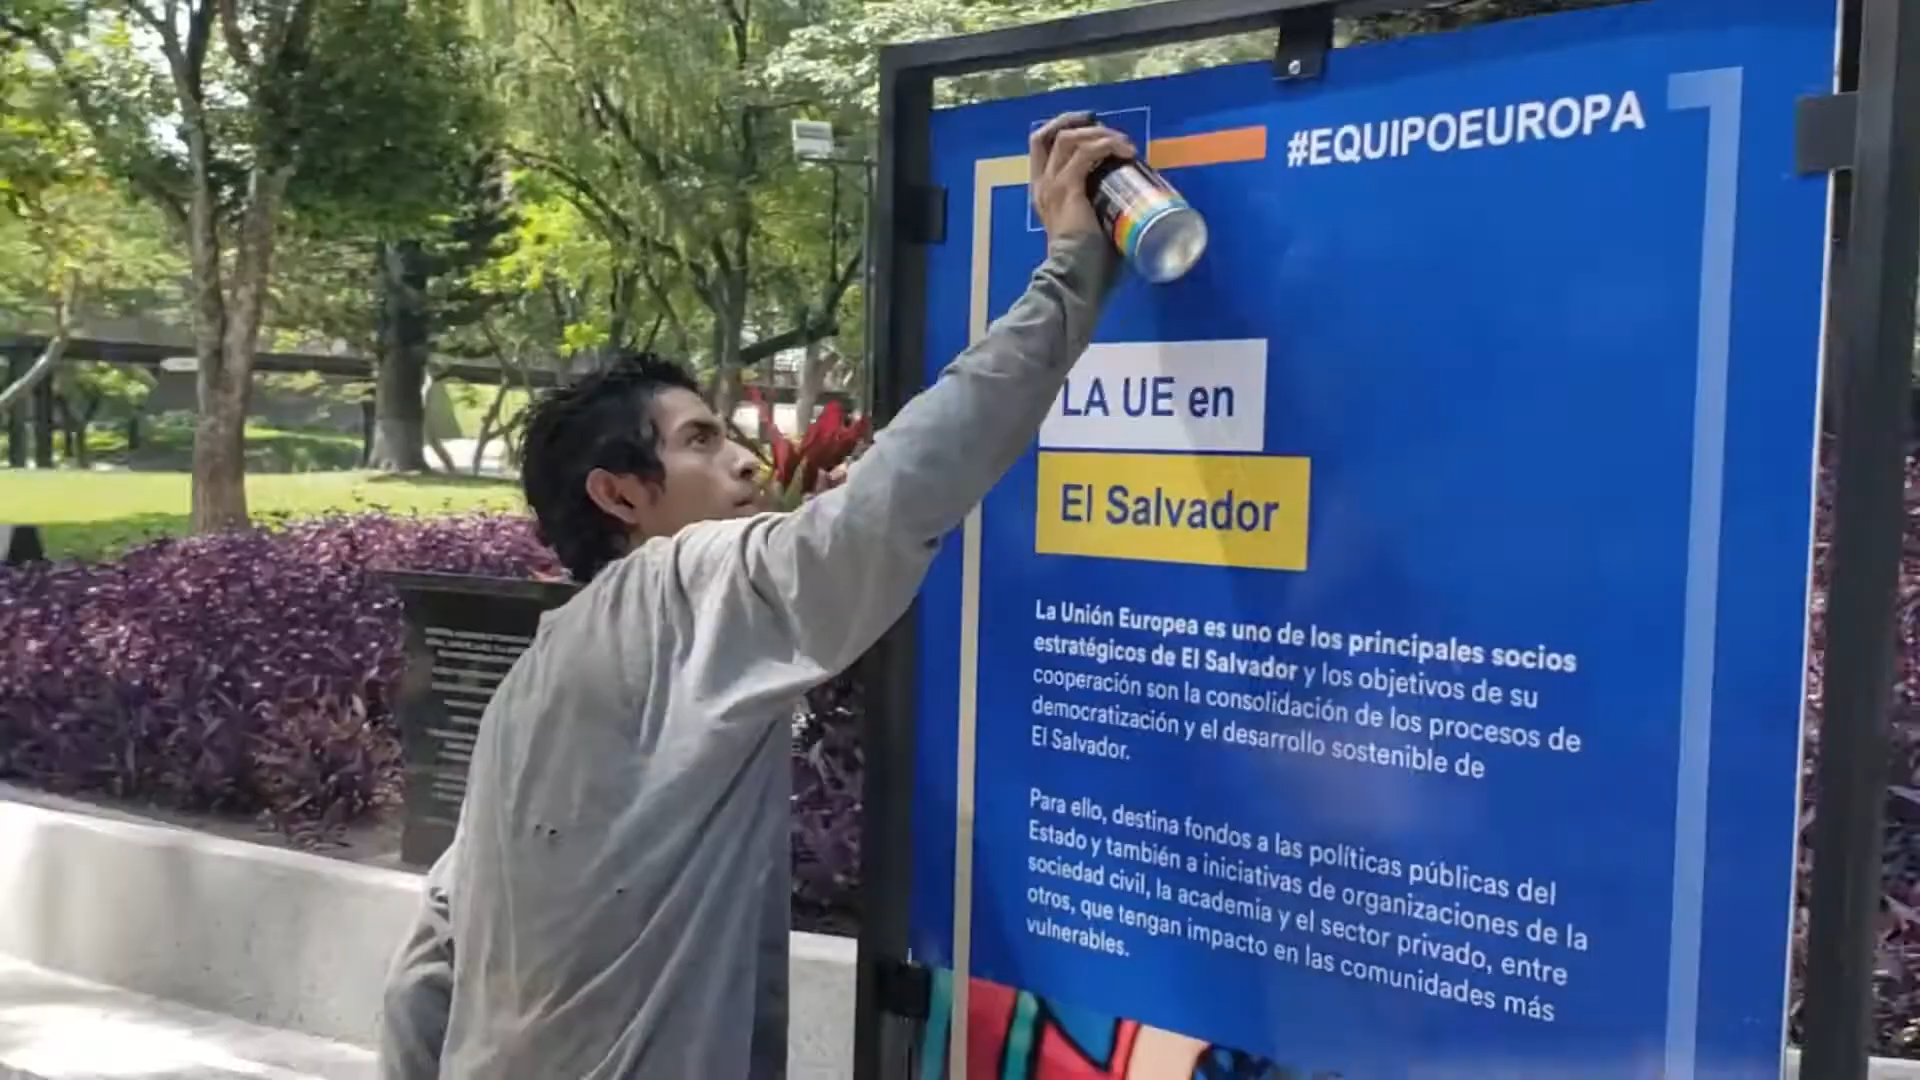 #EQUIPOEUROPA
LA UE en
El Salvador
La Unión Europea es uno de los principales socios
estratégicos de El Salvador y los objetivos de su
cooperación son la consolidación de los procesos de
democratización y el desarrollo sostenible de
El Salvador.
Para ello, destina fondos a las políticas públicas del
Estado y también a iniciativas de organizaciones de la
sociedad civil, la academia y el sector privado, entre
otros, que tengan impacto en las comunidades más
vulnerables.